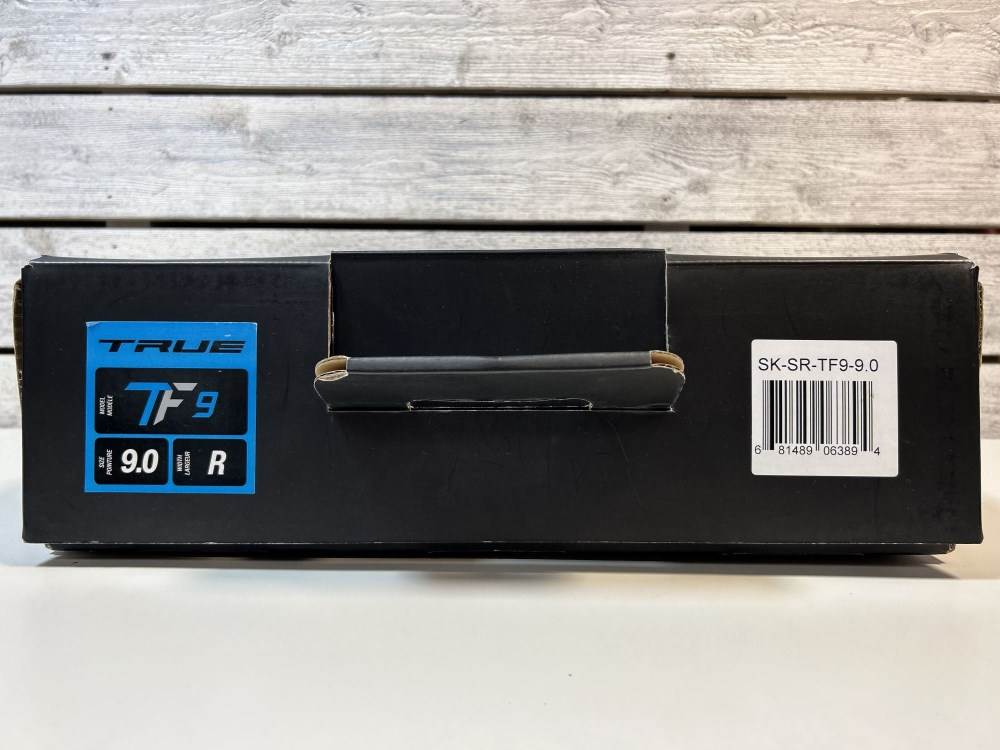 TRUE
MODEL
MODÈLE
TF9
SIZE
POINTURE
9.0
WIDTH
LARGEUR
R
SK-SR-TF9-9.0
6 81489 06389 4